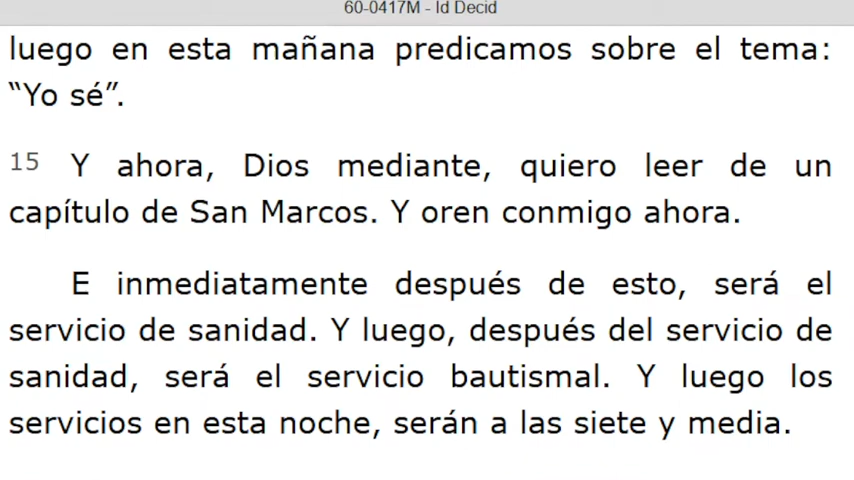 60-0417M - Id Decid
luego en esta mañana predicamos sobre el tema:
“Yo sé”.
15 Y ahora, Dios mediante, quiero leer de un
capítulo de San Marcos. Y oren conmigo ahora.
E inmediatamente después de esto, será el
servicio de sanidad. Y luego, después del servicio de
sanidad, será el servicio bautismal. Y luego los
servicios en esta noche, serán a las siete y media.